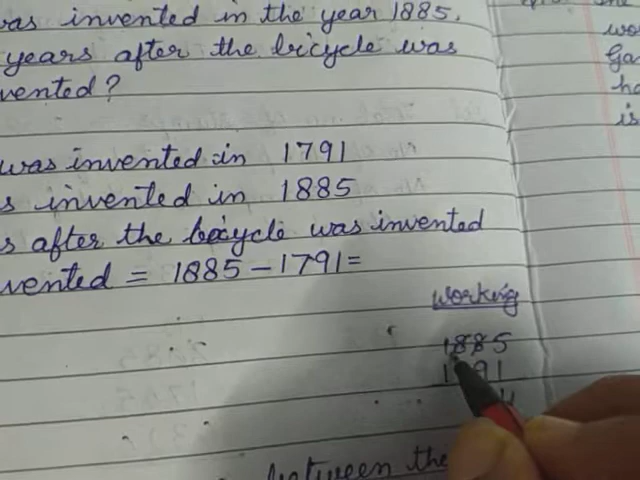 was invented in the year 1885.
years after the bicycle was
vented?
was invented in 1791
s invented in 1885
s after the bicycle was invented
vented = 1885 - 1791 =
Working
1885
between the
is